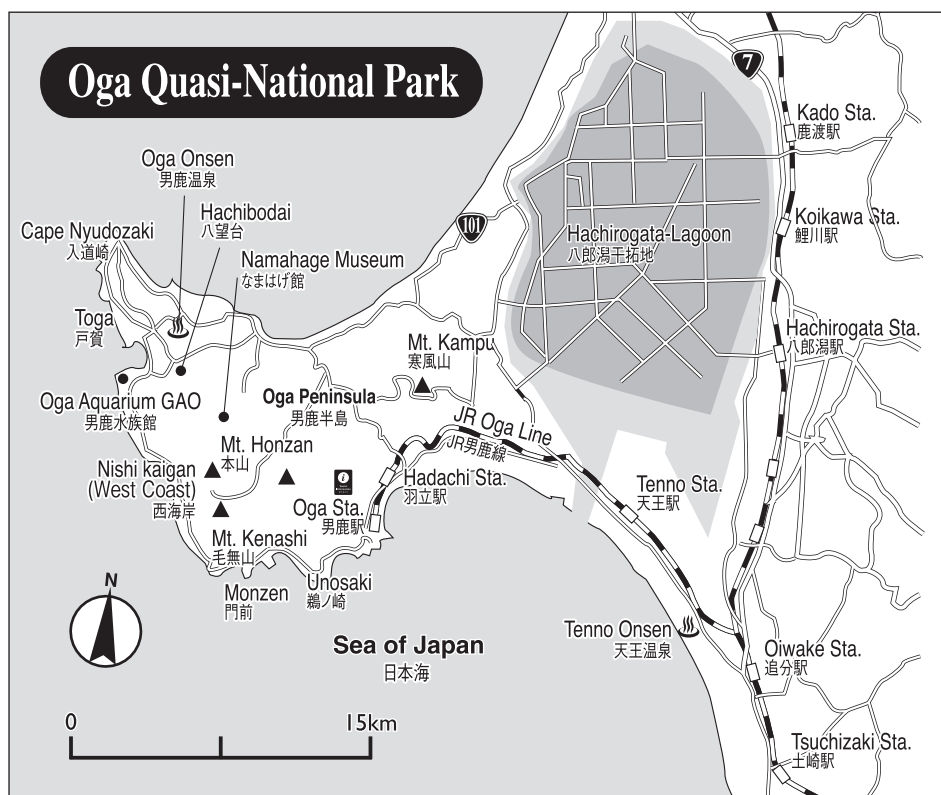 Oga Quasi-National Park
7
Kado Sta.
鹿渡駅
Oga Onsen
男鹿温泉
Hachibodai
八望台
101
Koikawa Sta.
鯉川駅
Cape Nyudozaki
入道崎
Hachirogata-Lagoon
八郎潟干拓地
Namahage Museum
なまはげ館
Toga
戸賀
Hachirogata Sta.
八郎潟駅
Mt. Kampu
寒風山
Oga Aquarium GAO
男鹿水族館
Oga Peninsula
男鹿半島
JR Oga Line
JR男鹿線
Mt. Honzan
本山
Nishi kaigan
(West Coast)
西海岸
i
Hadachi Sta.
羽立駅
Tenno Sta.
天王駅
Oga Sta.
男鹿駅
Mt. Kenashi
毛無山
N
Monzen
門前
Unosaki
鵜ノ崎
Tenno Onsen
天王温泉
Sea of Japan
日本海
Oiwake Sta.
追分駅
0 15km
Tsuchizaki Sta.
土崎駅